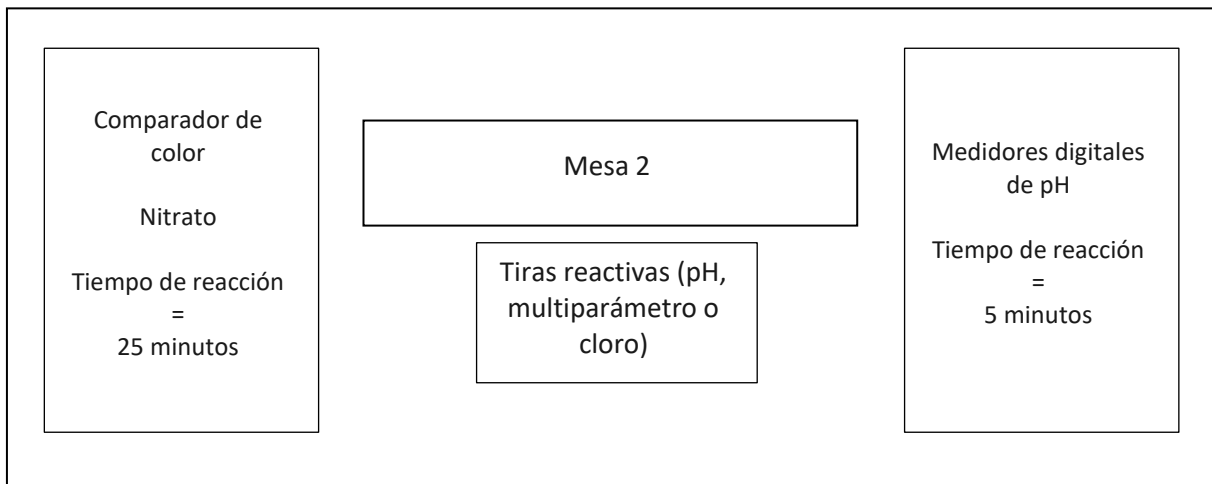 Comparador de
color
Nitrato
Tiempo de reacción
=
25 minutos
Mesa 2
Tiras reactivas (pH,
multiparámetro o
cloro)
Medidores digitales
de pH
Tiempo de reacción
=
5 minutos